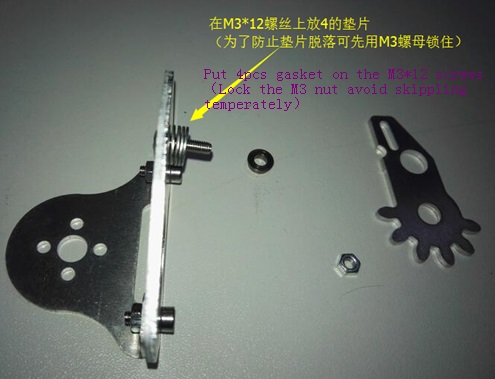 在M3*12螺丝上放4的垫片
（为了防止垫片脱落可先用M3螺母锁住）
Put 4pcs gasket on the M3*12 screws
（Lock the M3 nut avoid skippling
temperately）